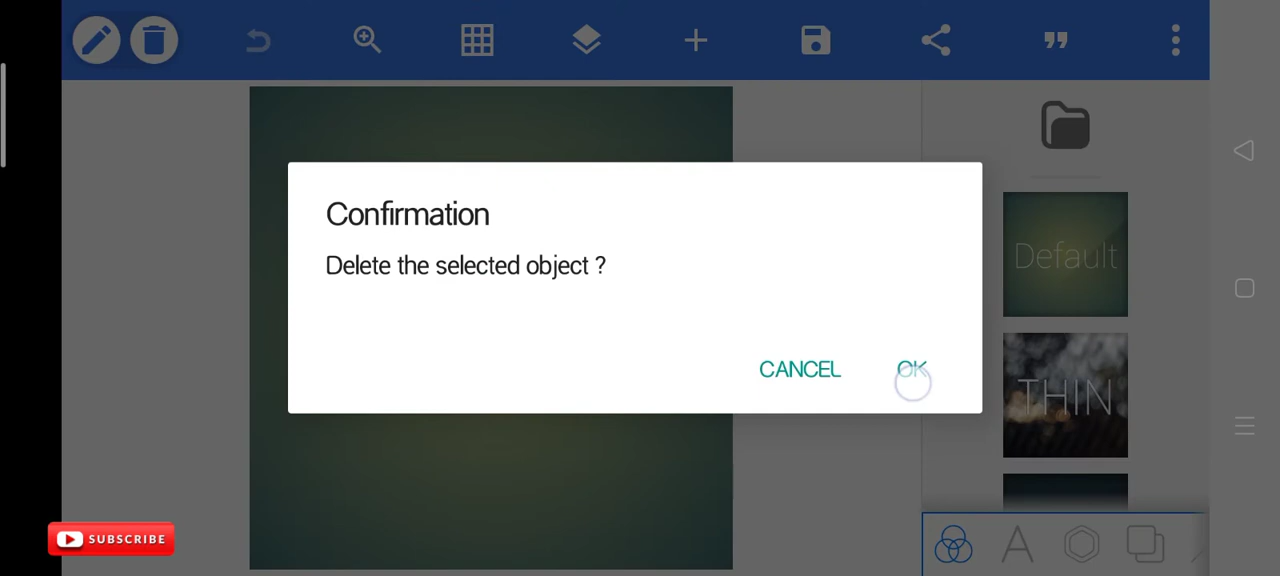 Confirmation
Delete the selected object ?
CANCEL OK
Default
THIN
SUBSCRIBE